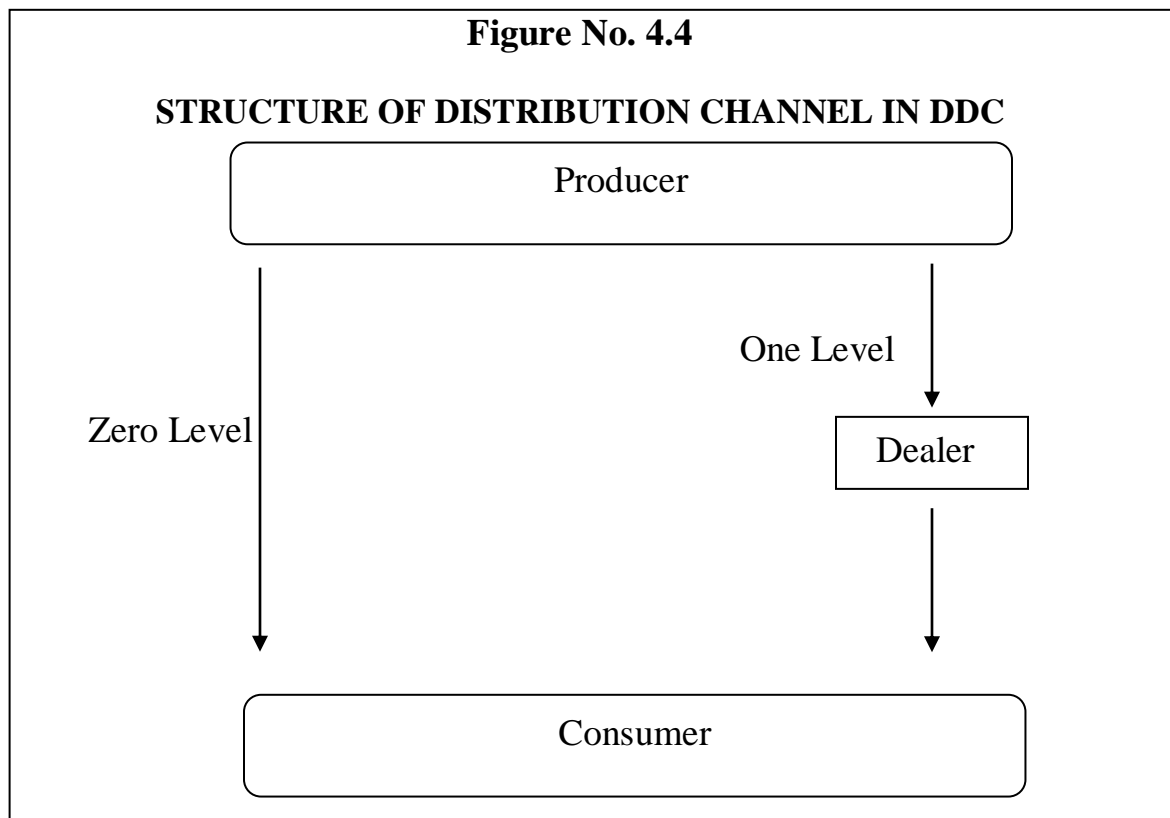 Figure No. 4.4
STRUCTURE OF DISTRIBUTION CHANNEL IN DDC
Producer
One Level
Zero Level
Dealer
Consumer